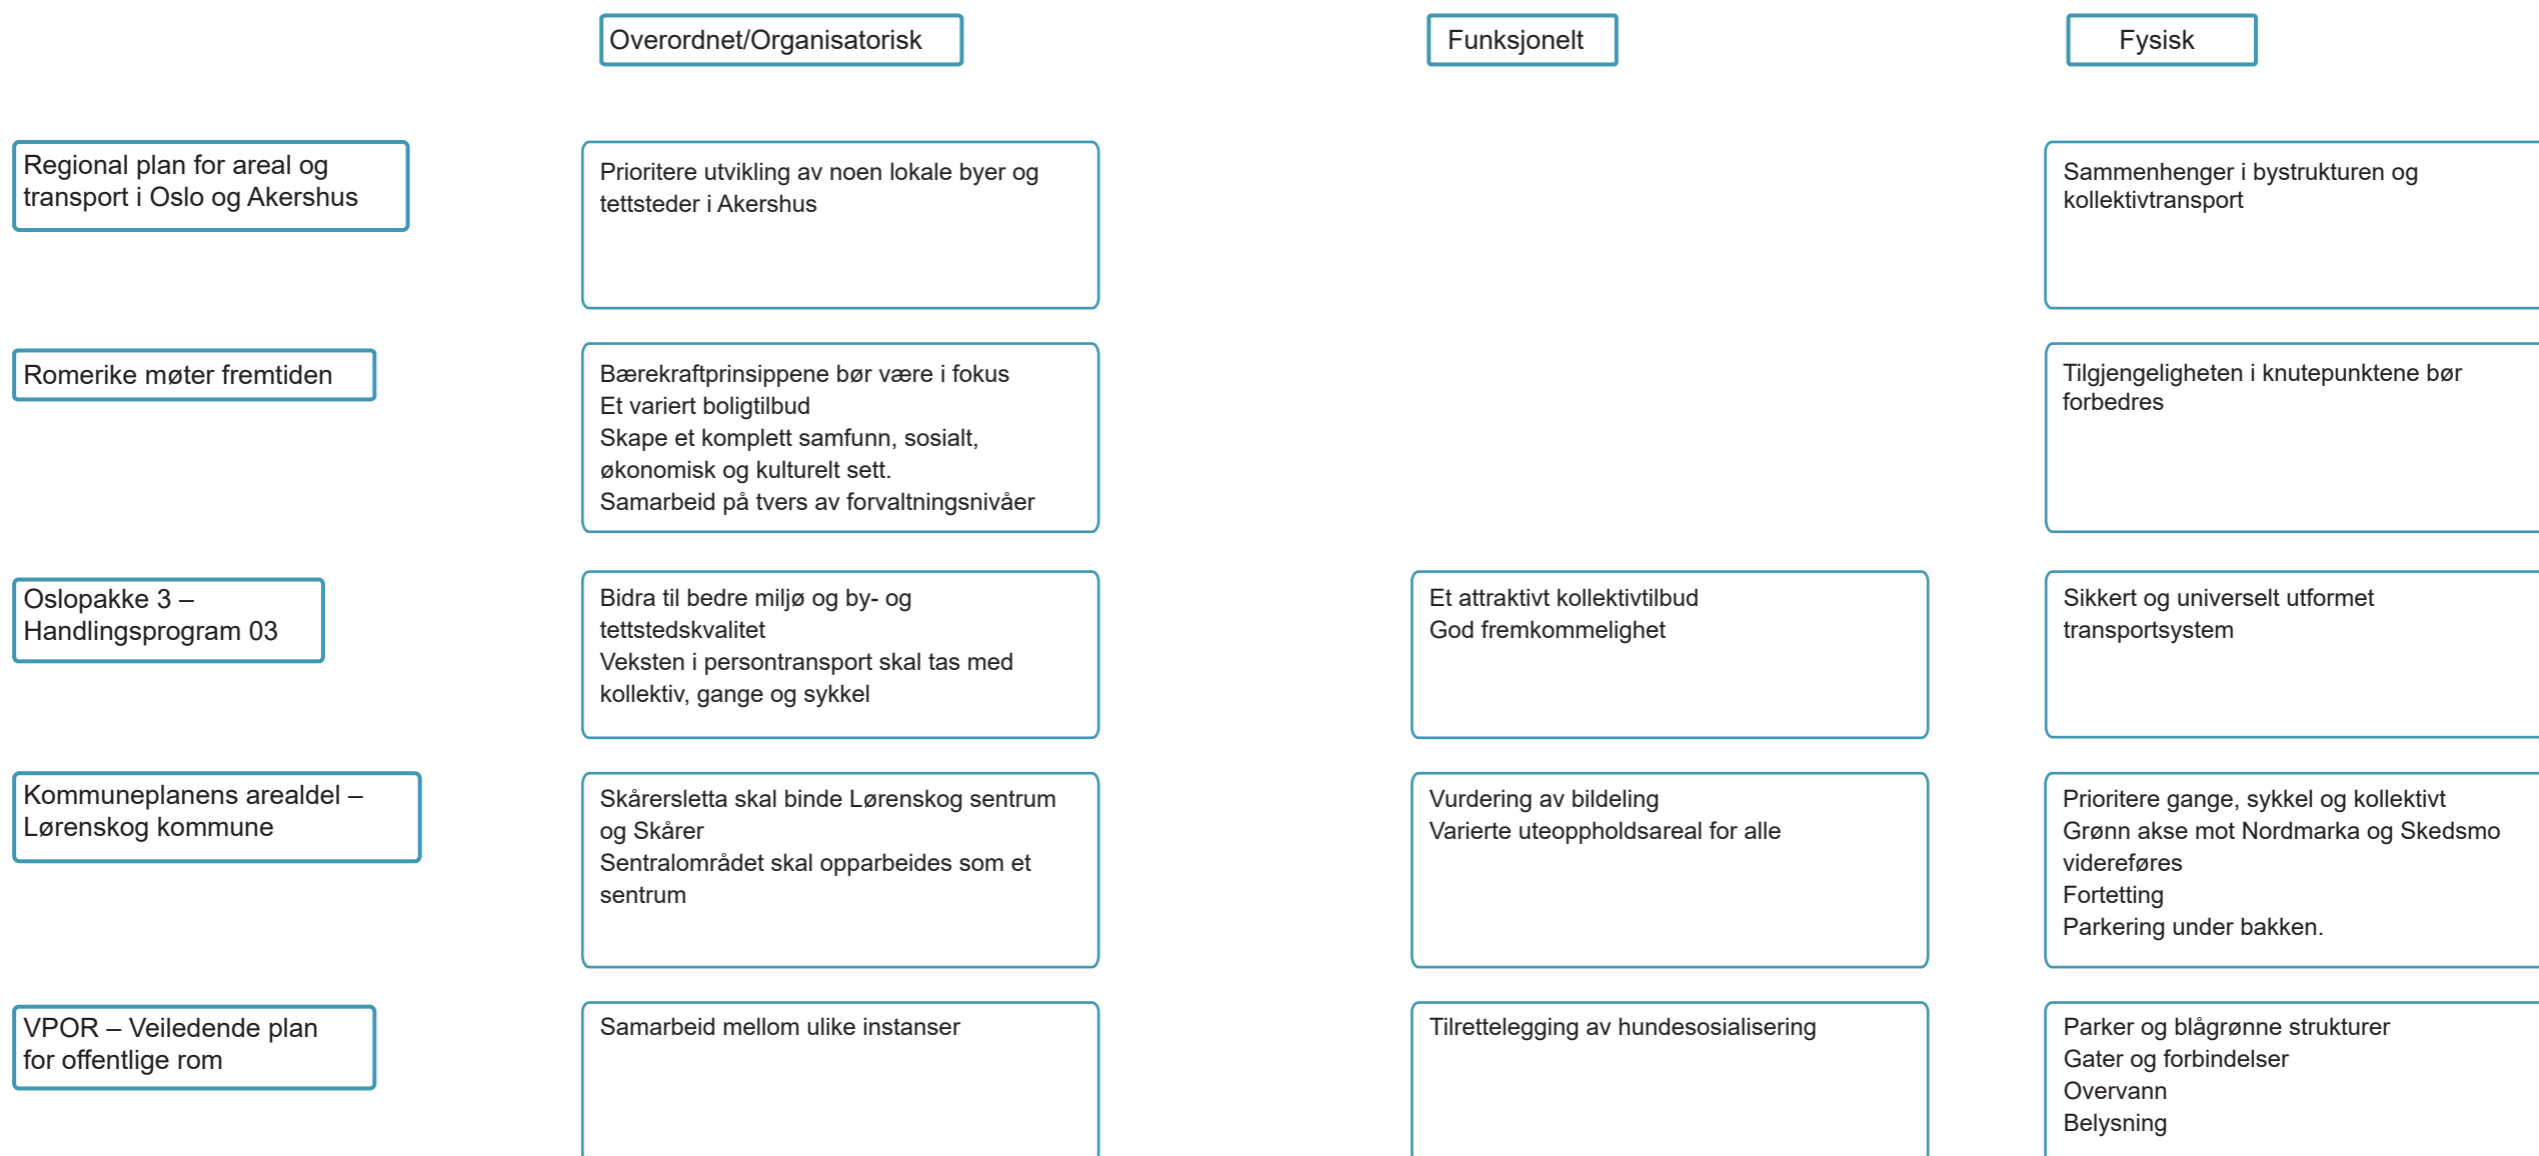 Overordnet/Organisatorisk
Funksjonelt
Fysisk
Regional plan for areal og
transport i Oslo og Akershus
Prioritere utvikling av noen lokale byer og
tettsteder i Akershus
Sammenhenger i bystrukturen og
kollektivtransport
Romerike møter fremtiden
Bærekraftprinsippene bør være i fokus
Et variert boligtilbud
Skape et komplett samfunn, sosialt,
økonomisk og kulturelt sett.
Samarbeid på tvers av forvaltningsnivåer
Tilgjengeligheten i knutepunktene bør
forbedres
Oslopakke 3 –
Handlingsprogram 03
Bidra til bedre miljø og by- og
tettstedskvalitet
Veksten i persontransport skal tas med
kollektiv, gange og sykkel
Et attraktivt kollektivtilbud
God fremkommelighet
Sikkert og universelt utformet
transportsystem
Kommuneplanens arealdel –
Lørenskog kommune
Skårersletta skal binde Lørenskog sentrum
og Skårer
Sentralområdet skal opparbeides som et
sentrum
Vurdering av bildeling
Varierte uteoppholdsareal for alle
Prioritere gange, sykkel og kollektivt
Grønn akse mot Nordmarka og Skedsmo
videreføres
Fortetting
Parkering under bakken.
VPOR – Veiledende plan
for offentlige rom
Samarbeid mellom ulike instanser
Tilrettelegging av hundesosialisering
Parker og blågrønne strukturer
Gater og forbindelser
Overvann
Belysning